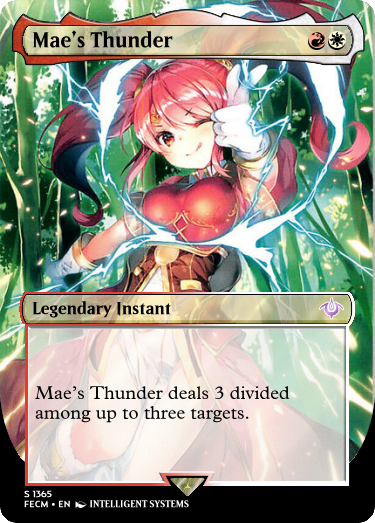 Mae's Thunder
Legendary Instant
Mae's Thunder deals 3 divided
among up to three targets.
S 1365
FECM • EN INTELLIGENT SYSTEMS